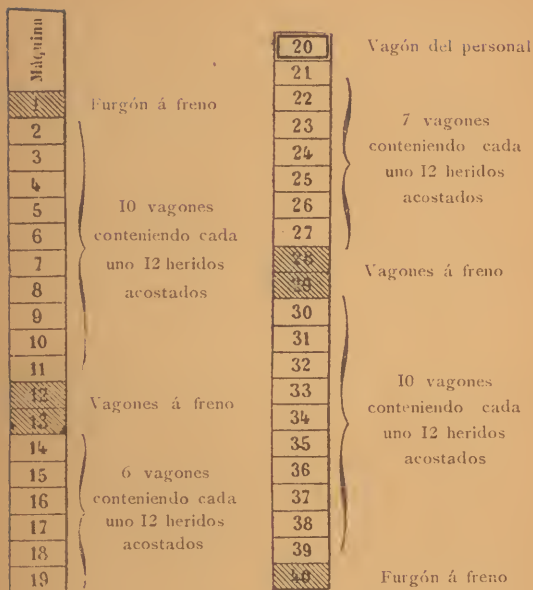 Máquina
1 Furgón á freno
2
3
4
5
6
7
8
9
10
11
10 vagones
conteniendo cada
uno 12 heridos
acostados
12
13
Vagones á freno
14
15
16
17
18
19
6 vagones
conteniendo cada
uno 12 heridos
acostados
20 Vagón del personal
21
22
23
24
25
26
27
7 vagones
conteniendo cada
uno 12 heridos
acostados
28
29
Vagones á freno
30
31
32
33
34
35
36
37
38
39
10 vagones
conteniendo cada
uno 12 heridos
acostados
40 Furgón á freno